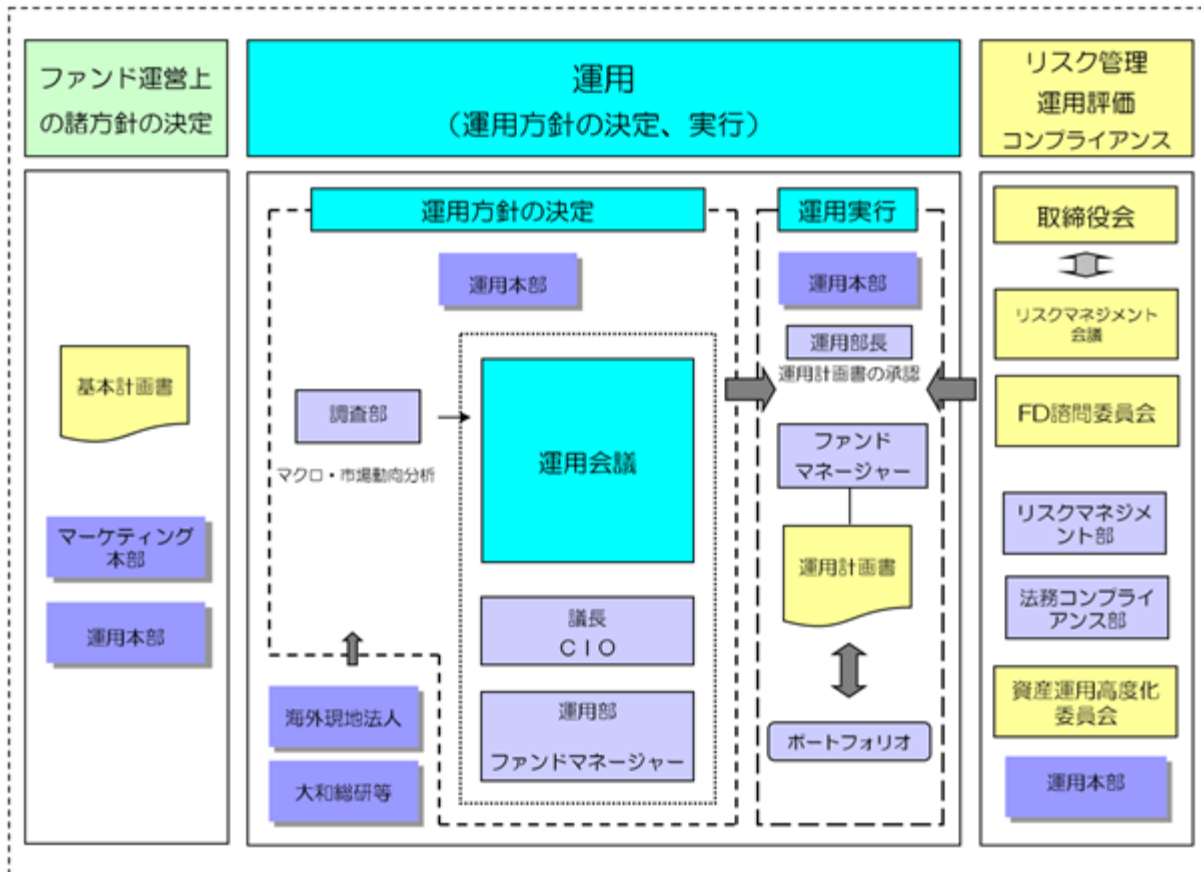 ファンド運営上
の諸方針の決定
運用
（運用方針の決定、実行）
リスク管理
運用評価
コンプライアンス
基本計画書
マーケティング
本部
運用本部
運用方針の決定
運用本部
調査部
マクロ・市場動向分析
運用会議
議長
ＣＩＯ
運用部
ファンドマネージャー
海外現地法人
大和総研等
運用実行
運用本部
運用部長
運用計画書の承認
ファンド
マネージャー
運用計画書
ポートフォリオ
取締役会
リスクマネジメント
会議
FD諮問委員会
リスクマネジメ
ント部
法務コンプライ
アンス部
資産運用高度化
委員会
運用本部